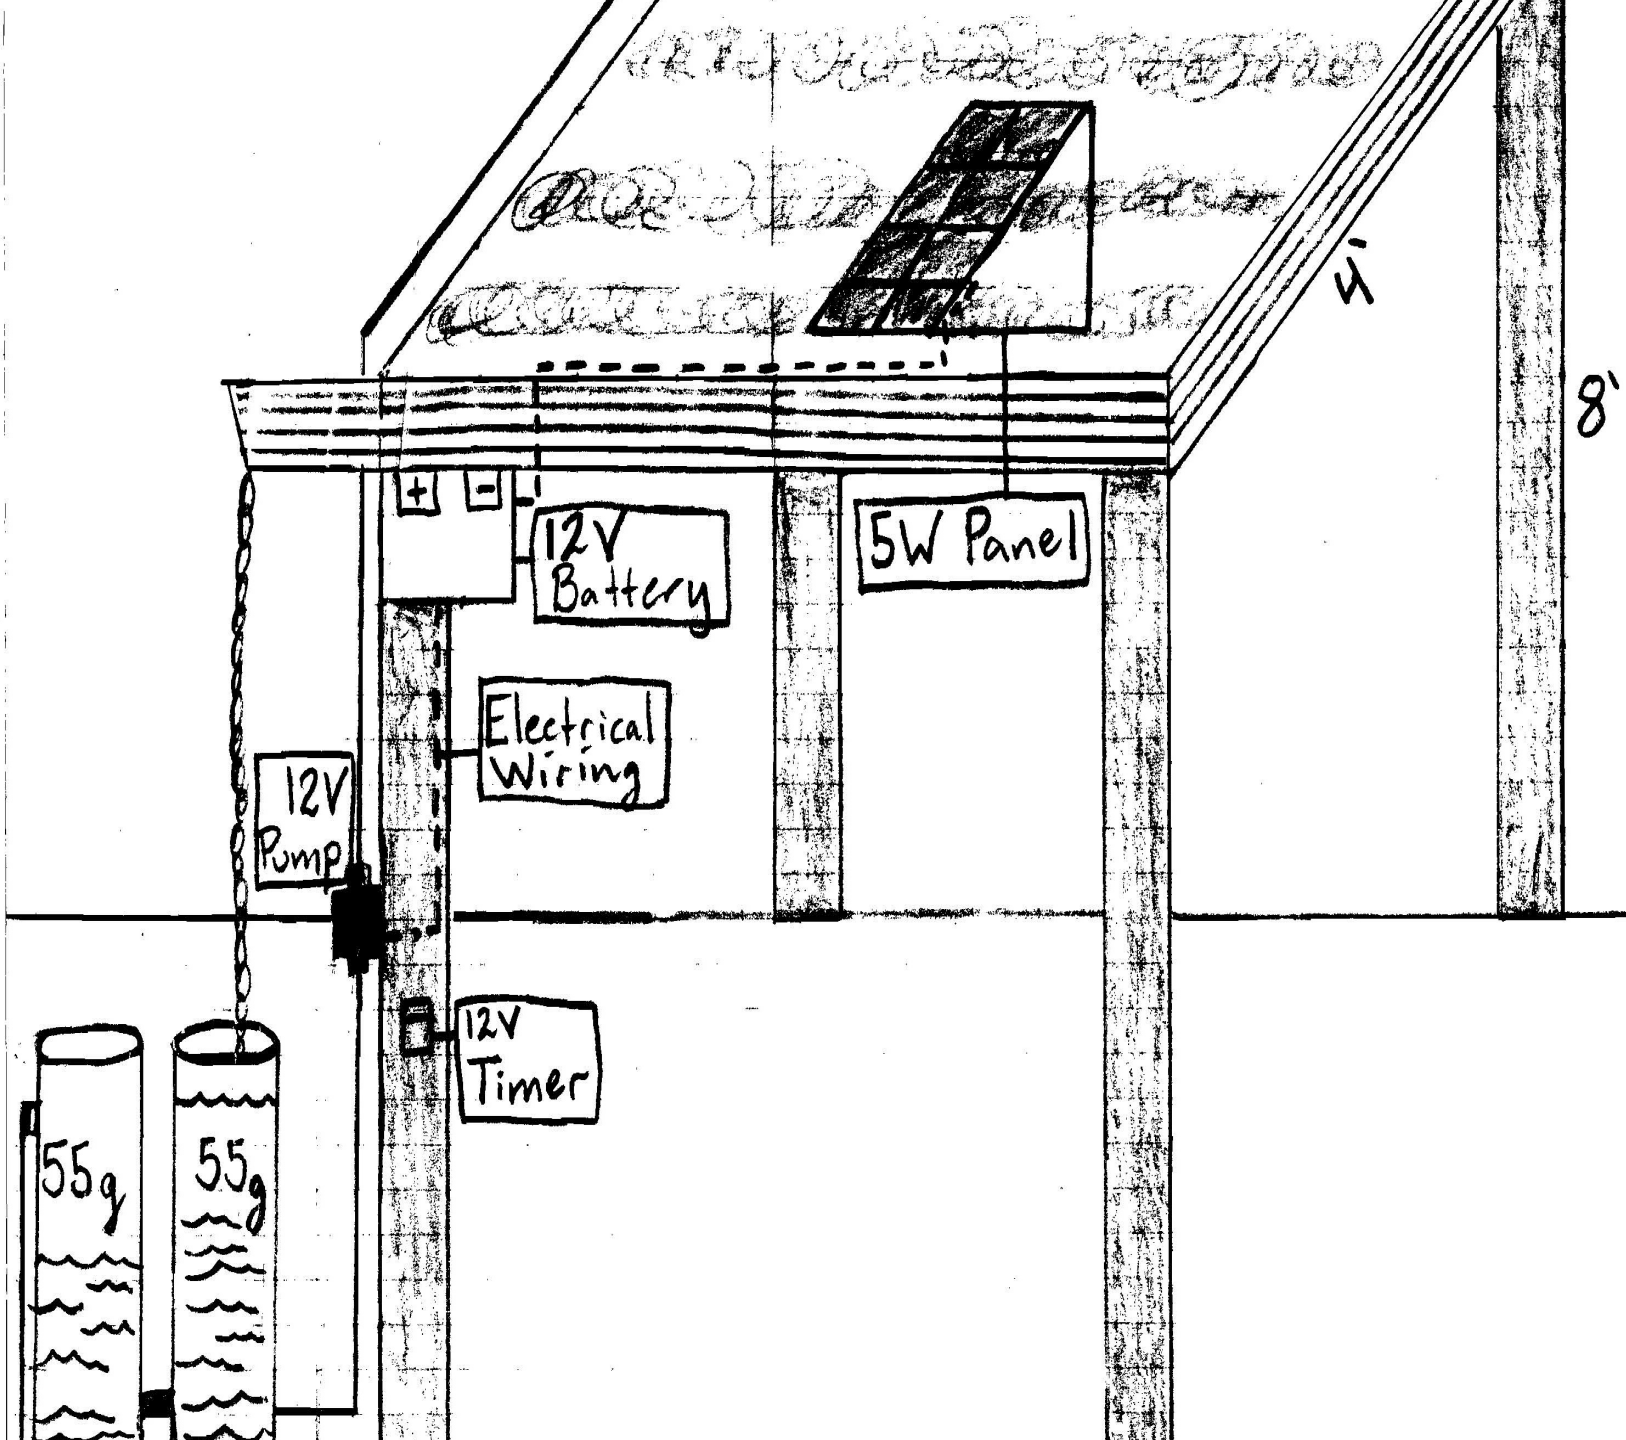 4'
8'
+ -
12V
Battery
5W Panel
Electrical
Wiring
12V
Pump
12V
Timer
55g
55g